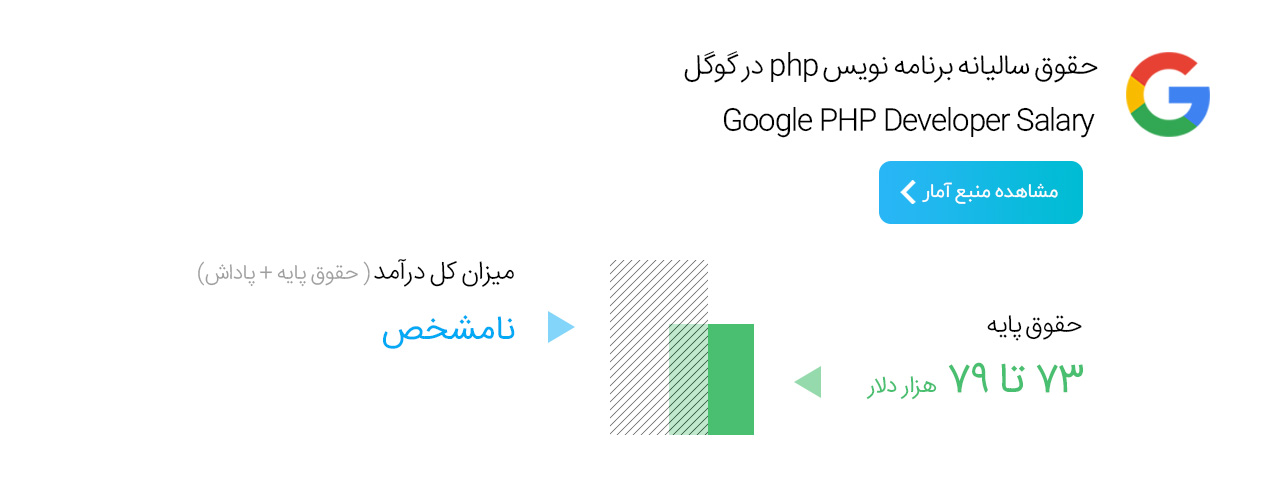 حقوق سالیانه برنامه نویس php در گوگل
Google PHP Developer Salary
مشاهده منبع آمار
حقوق پایه
۷۳ تا ۷۹ هزار دلار
میزان کل درآمد ( حقوق پایه + پاداش)
نامشخص